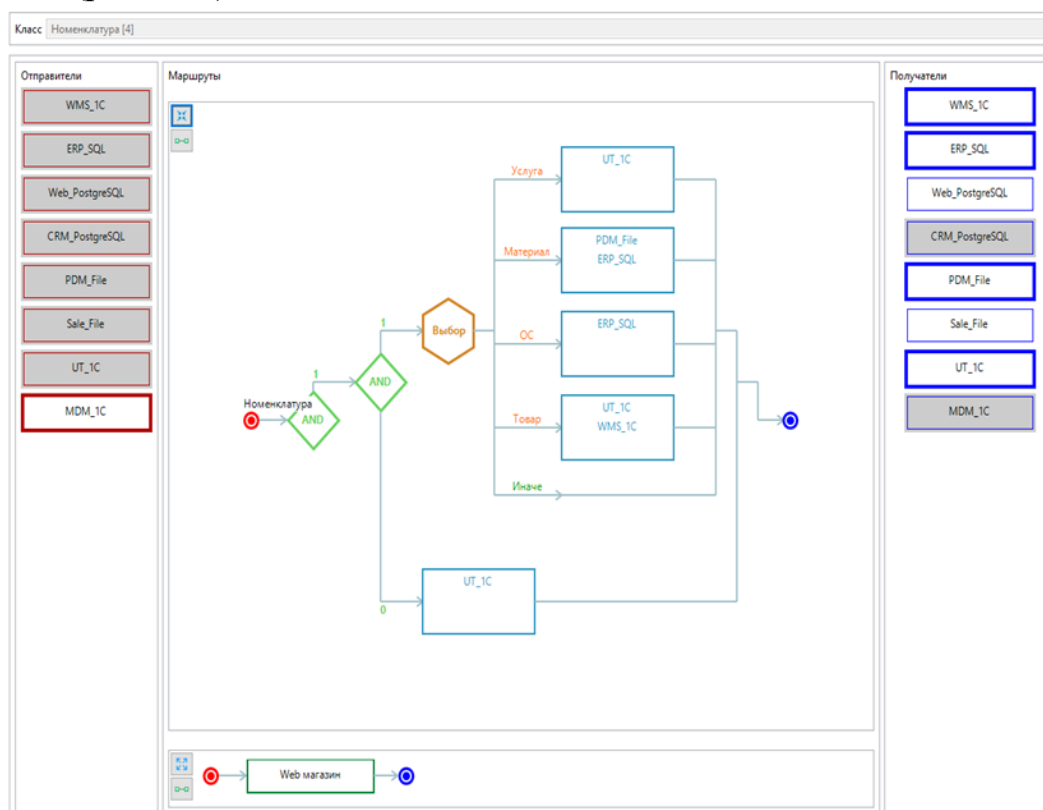 Класс Номенклатура [4]
Отправители
WMS_1C
ERP_SQL
Web_PostgreSQL
CRM_PostgreSQL
PDM_File
Sale_File
UT_1C
MDM_1C
Маршруты
Номенклатура
AND
1
AND
1
0
Выбор
Услуга
UT_1C
Материал
PDM_File
ERP_SQL
ОС
ERP_SQL
Товар
UT_1C
WMS_1C
Иначе
UT_1C
Web магазин
Получатели
WMS_1C
ERP_SQL
Web_PostgreSQL
CRM_PostgreSQL
PDM_File
Sale_File
UT_1C
MDM_1C